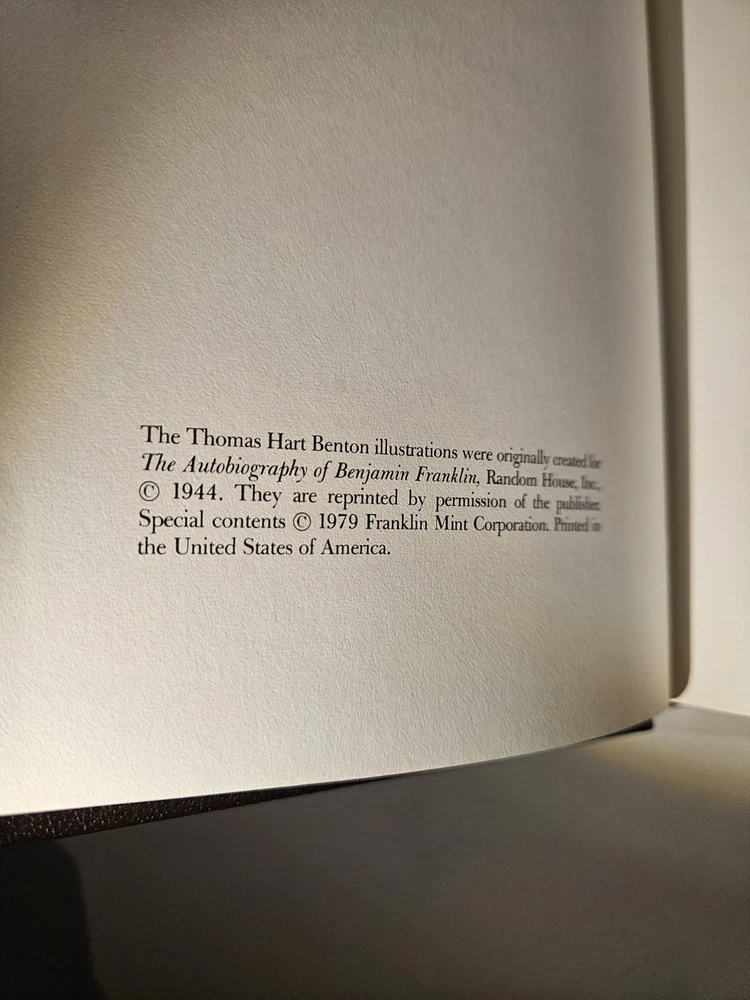 The Thomas Hart Benton illustrations were originally created for
The Autobiography of Benjamin Franklin, Random House, Inc.,
© 1944. They are reprinted by permission of the publisher.
Special contents © 1979 Franklin Mint Corporation. Printed in
the United States of America.